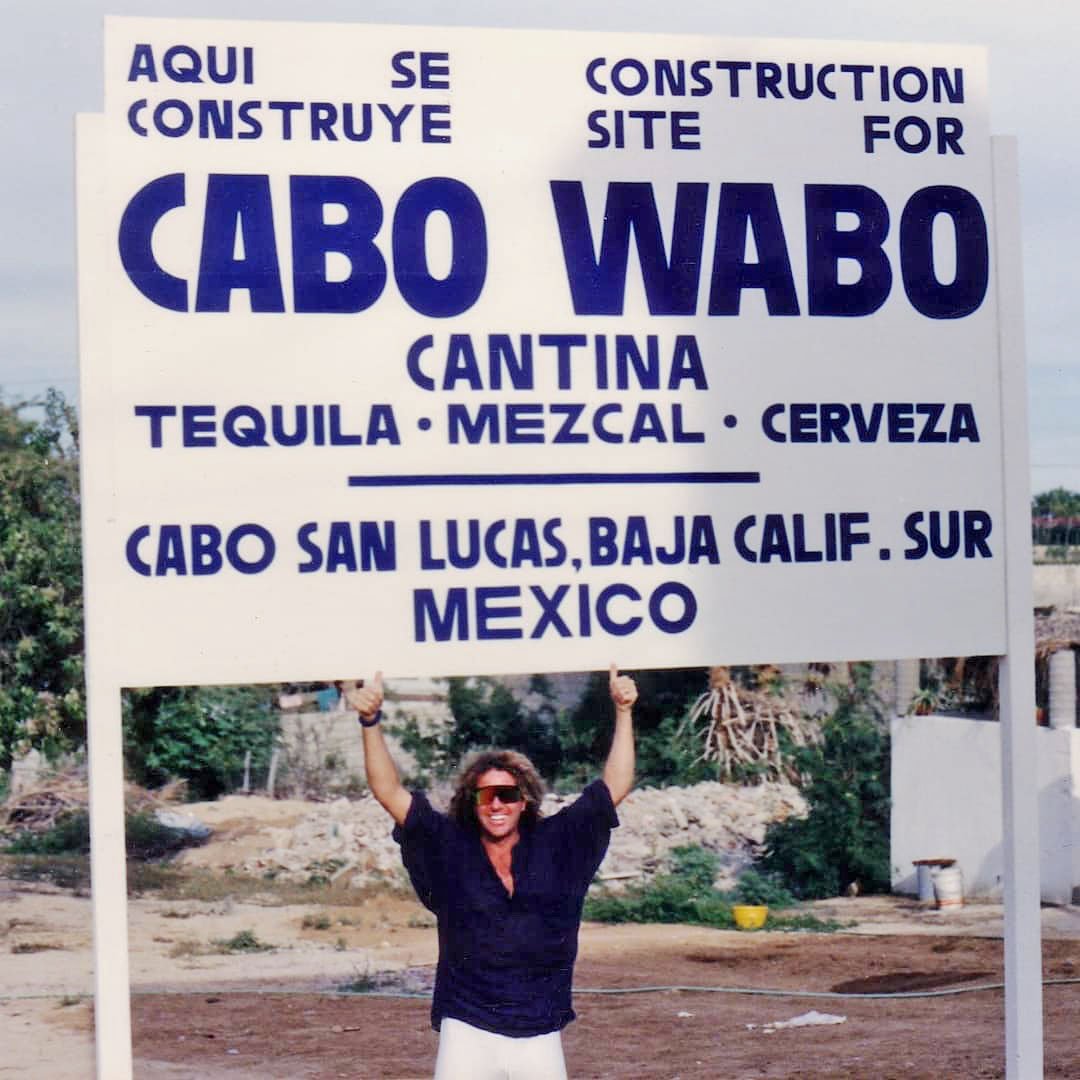 AQUI SE CONSTRUCTION
CONSTRUYE SITE FOR
CABO WABO
CANTINA
TEQUILA · MEZCAL · CERVEZA
CABO SAN LUCAS, BAJA CALIF. SUR
MEXICO